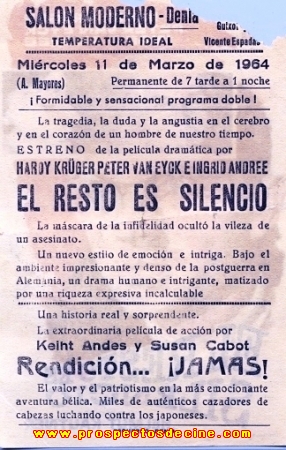 SALON MODERNO - Denia
TEMPERATURA IDEAL
Miércoles 11 de Marzo de 1964
(A. Mayores) Permanente de 7 tarde a 1 noche
¡Formidable y sensacional programa doble!
La tragedia, la duda y la angustia en el cerebro
y en el corazón de un hombre de nuestro tiempo.
ESTRENO de la película dramática por
HARDY KRÜGER PETER VAN EYCK E INGRID ANDREE
EL RESTO ES SILENCIO
La máscara de la infidelidad ocultó la vileza de
un asesinato.
Un nuevo estilo de emoción e intriga. Bajo el
ambiente impresionante y denso de la postguerra en
Alemania, un drama humano e intrigante, matizado
por una riqueza expresiva incalculable
Una historia real y sorprendente.
La extraordinaria película de acción por
Keiht Andes y Susan Cabot
Rendición... ¡JAMAS!
El valor y el patriotismo en la más emocionante
aventura bélica. Miles de auténticos cazadores de
cabezas luchando contra los japoneses.
www.prospectosdecine.com